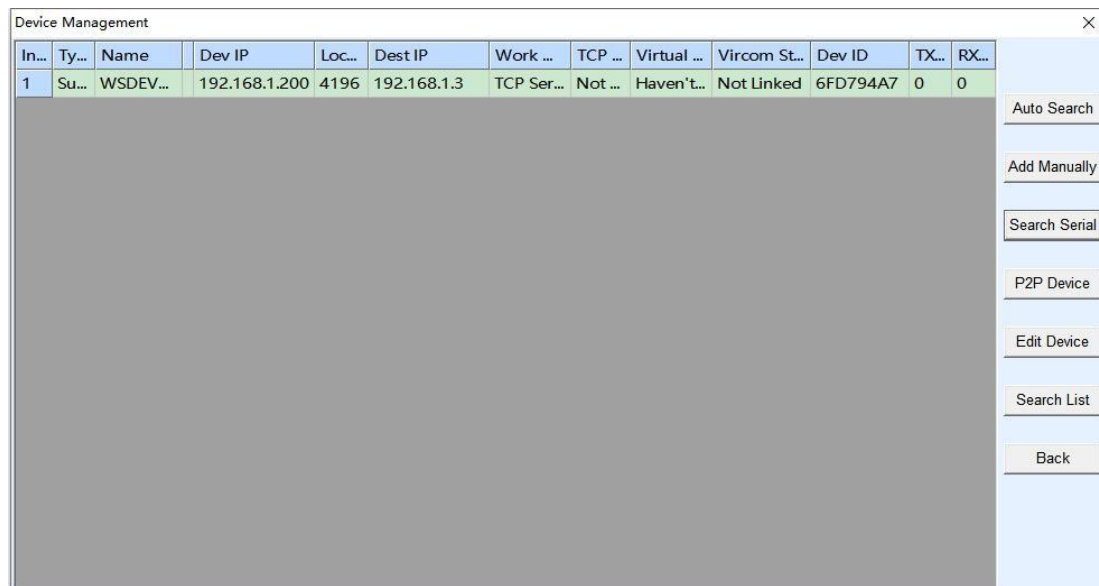 Device Management
In... Ty... Name Dev IP Loc... Dest IP Work ... TCP ... Virtual ... Vircom St... Dev ID TX... RX...
1 Su... WSDEV... 192.168.1.200 4196 192.168.1.3 TCP Ser... Not ... Haven't... Not Linked 6FD794A7 0 0
Auto Search
Add Manually
Search Serial
P2P Device
Edit Device
Search List
Back